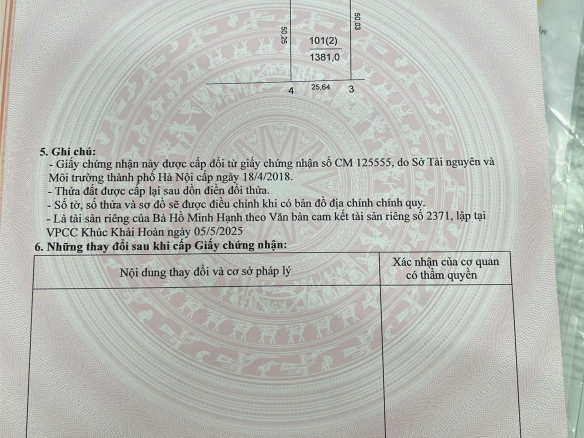 50,25
50,03
101(2)
1381,0
4 25,64 3
5. Ghi chú:
- Giấy chứng nhận này được cấp đổi từ giấy chứng nhận số CM 125555, do Sở Tài nguyên và
Môi trường thành phố Hà Nội cấp ngày 18/4/2018.
- Thửa đất được cấp lại sau dồn điền đổi thửa.
- Số tờ, số thửa và sơ đồ sẽ được điều chỉnh khi có bản đồ địa chính chính quy.
- Là tài sản riêng của Bà Hồ Minh Hạnh theo Văn bản cam kết tài sản riêng số 2371, lập tại
VPCC Khúc Khải Hoàn ngày 05/5/2025
6. Những thay đổi sau khi cấp Giấy chứng nhận:
Nội dung thay đổi và cơ sở pháp lý
Xác nhận của cơ quan
có thẩm quyền